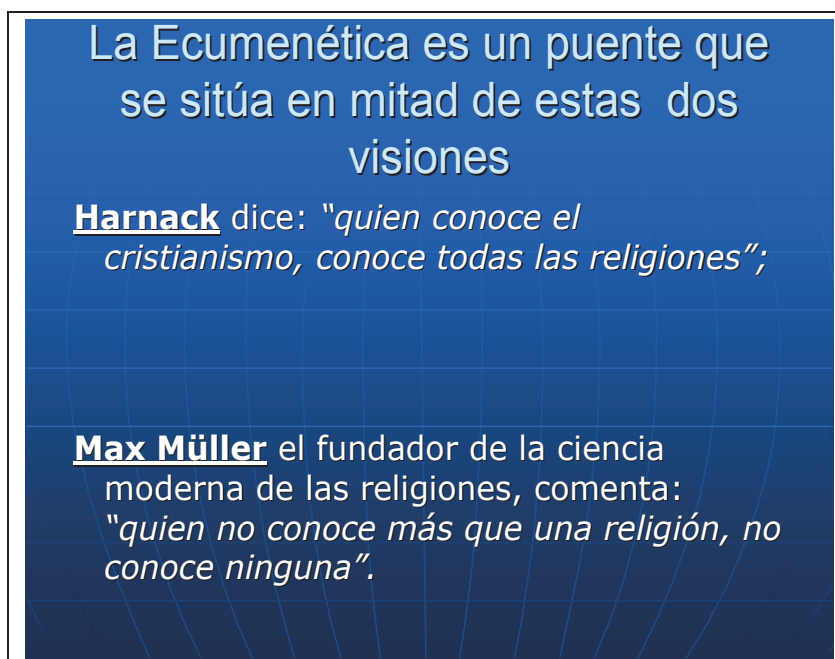 La Ecumenética es un puente que
se sitúa en mitad de estas dos
visiones
Harnack dice: “quien conoce el
cristianismo, conoce todas las religiones”;
Max Müller el fundador de la ciencia
moderna de las religiones, comenta:
“quien no conoce más que una religión, no
conoce ninguna”.